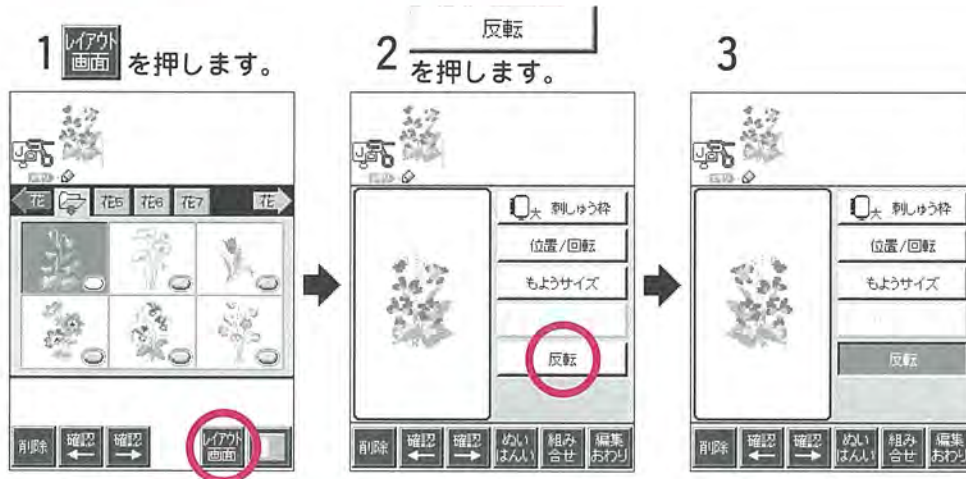 1 レイアウト画面 を押します。
2 反転 を押します。
3
花 花5 花6 花7 花
削除 確認 確認 レイアウト画面
大 刺しゅう枠
位置/回転
もようサイズ
反転
削除 確認 確認 ぬいはんい 組み合せ 編集おわり
大 刺しゅう枠
位置/回転
もようサイズ
反転
削除 確認 確認 ぬいはんい 組み合せ 編集おわり